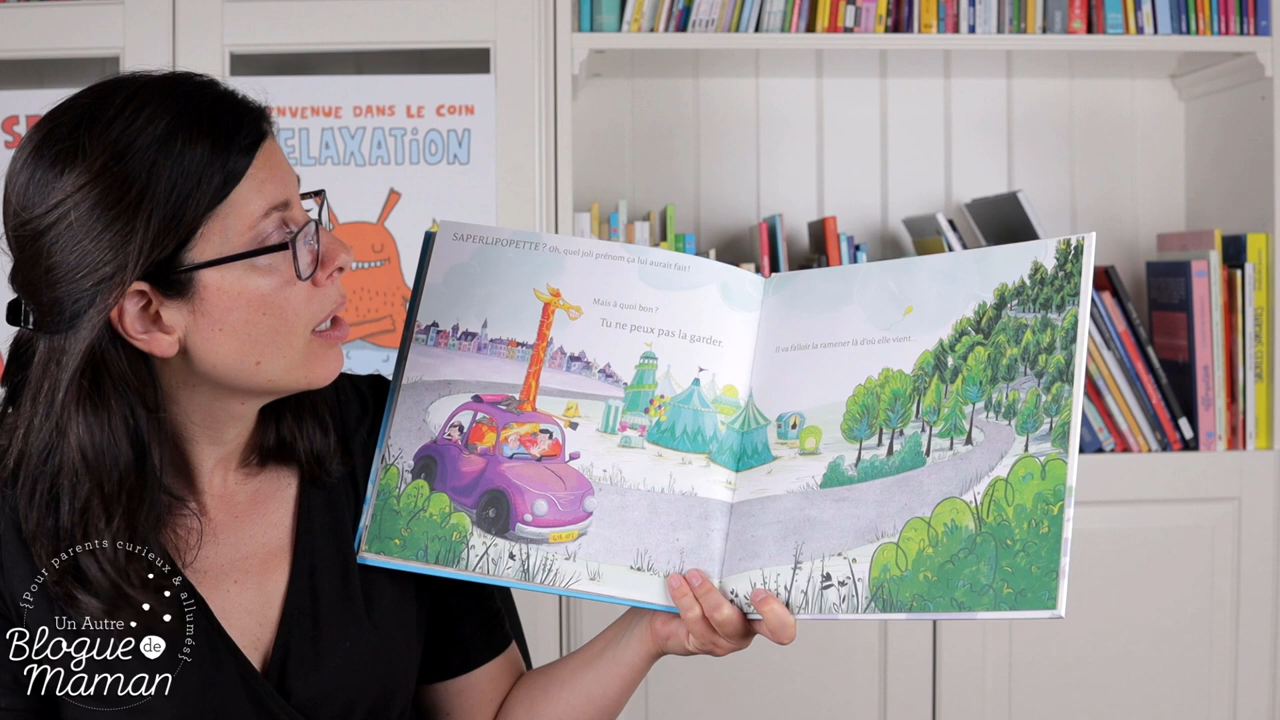 ENVENUE DANS LE COIN
ELAXATiON
SAPERLIPOPETTE ? Oh, quel joli prénom ça lui aurait fait !
Mais à quoi bon ?
Tu ne peux pas la garder.
Il va falloir la ramener là d'où elle vient...
{Pour parents curieux & allumés}
Un Autre
Blogue de
Maman